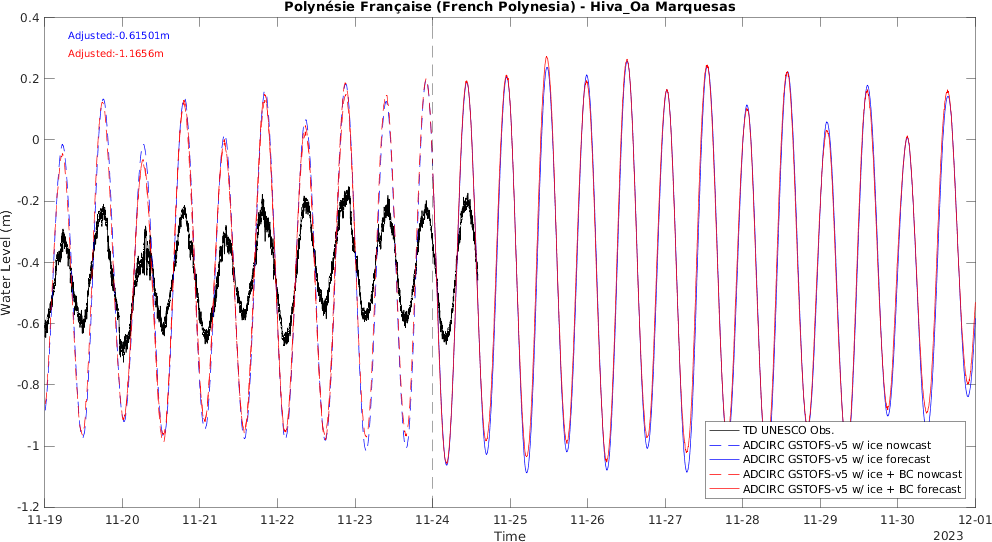 Polynésie Française (French Polynesia) - Hiva_Oa Marquesas
Adjusted:-0.61501m
Adjusted:-1.1656m
0.4
0.2
0
-0.2
-0.4
-0.6
-0.8
-1
-1.2
Water Level (m)
TD UNESCO Obs.
ADCIRC GSTOFS-v5 w/ ice nowcast
ADCIRC GSTOFS-v5 w/ ice forecast
ADCIRC GSTOFS-v5 w/ ice + BC nowcast
ADCIRC GSTOFS-v5 w/ ice + BC forecast
11-19 11-20 11-21 11-22 11-23 11-24 11-25 11-26 11-27 11-28 11-29 11-30 12-01
Time
2023